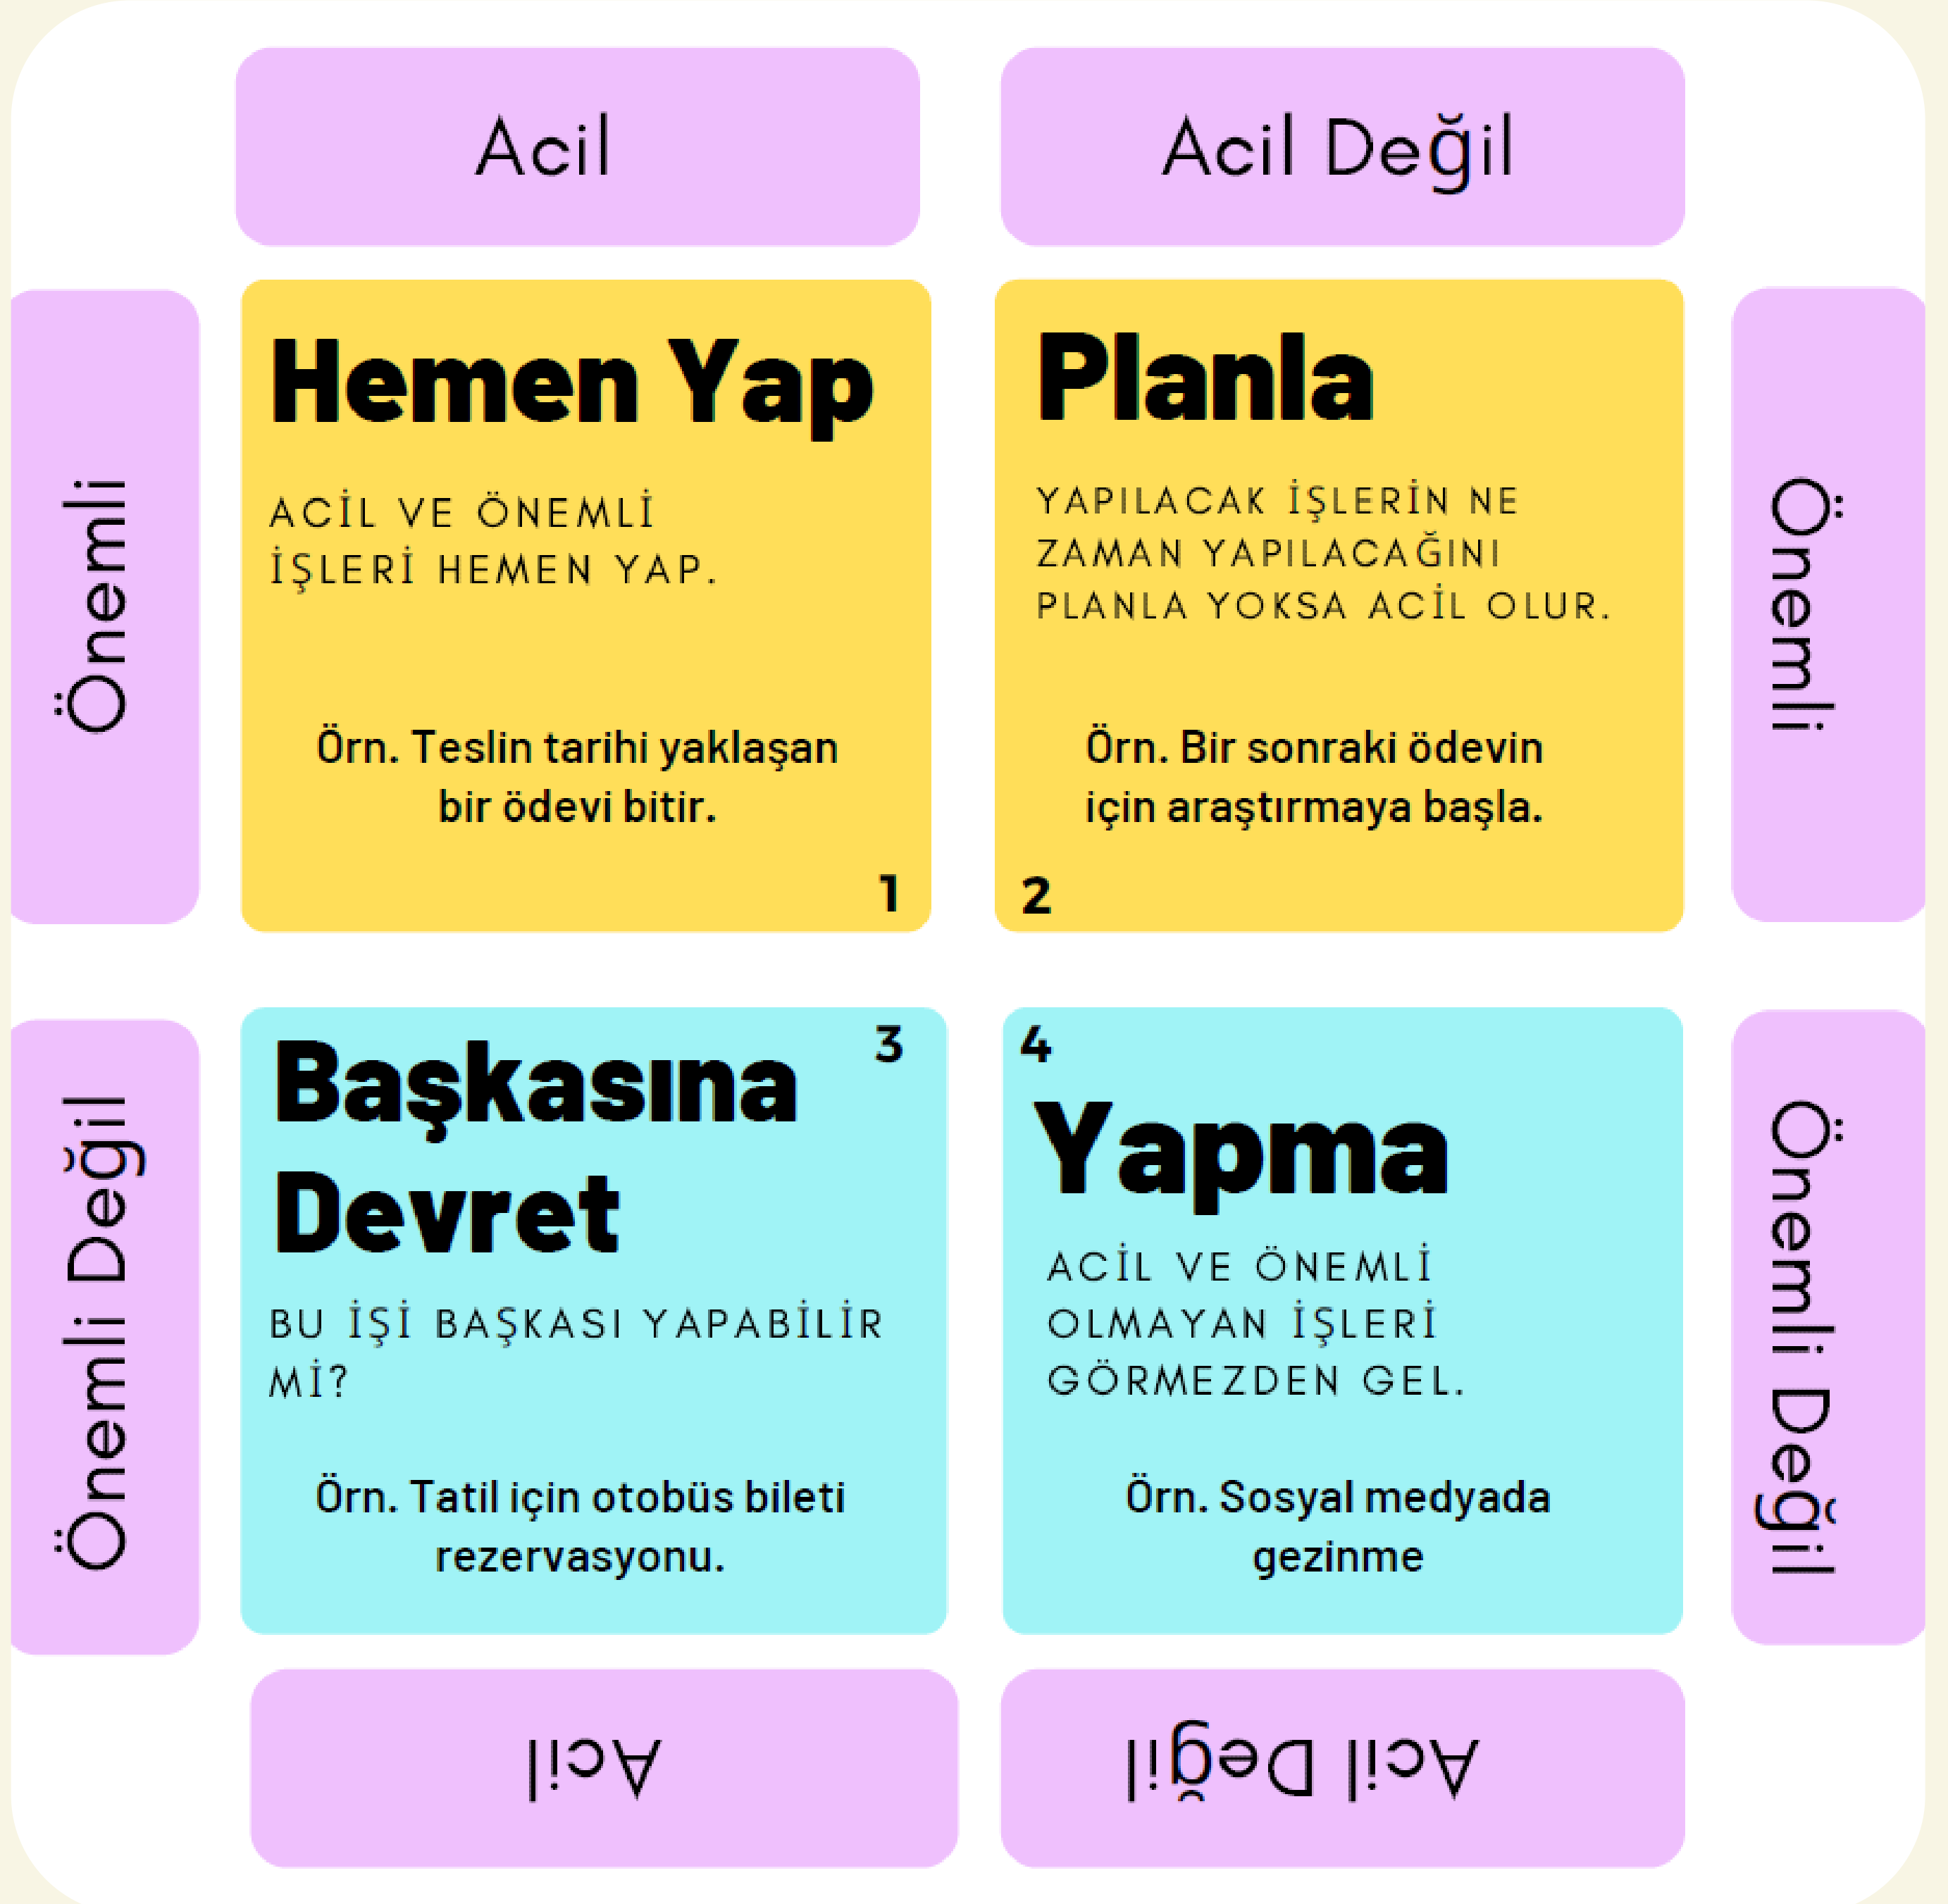 Acil
Acil Değil
Önemli
Hemen Yap
ACİL VE ÖNEMLİ
İŞLERİ HEMEN YAP.
Örn. Teslin tarihi yaklaşan
bir ödevi bitir.
1
Planla
YAPILACAK İŞLERİN NE
ZAMAN YAPILACAĞINI
PLANLA YOKSA ACİL OLUR.
Örn. Bir sonraki ödevin
için araştırmaya başla.
2
Önemli
Önemli Değil
Başkasına
Devret
3
BU İŞİ BAŞKASI YAPABİLİR
Mİ?
Örn. Tatil için otobüs bileti
rezervasyonu.
4
Yapma
ACİL VE ÖNEMLİ
OLMAYAN İŞLERİ
GÖRMEZDEN GEL.
Örn. Sosyal medyada
gezinme
Önemli Değil
Acil
Acil Değil